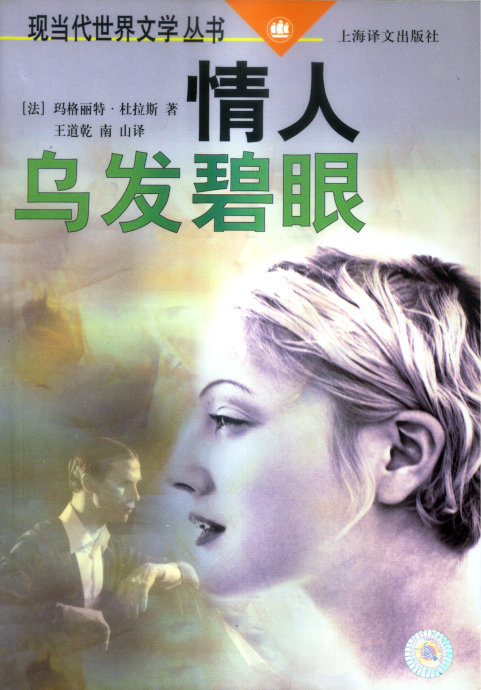 现当代世界文学丛书
上海译文出版社
情人
[法] 玛格丽特·杜拉斯 著
王道乾 南 山译
乌发碧眼